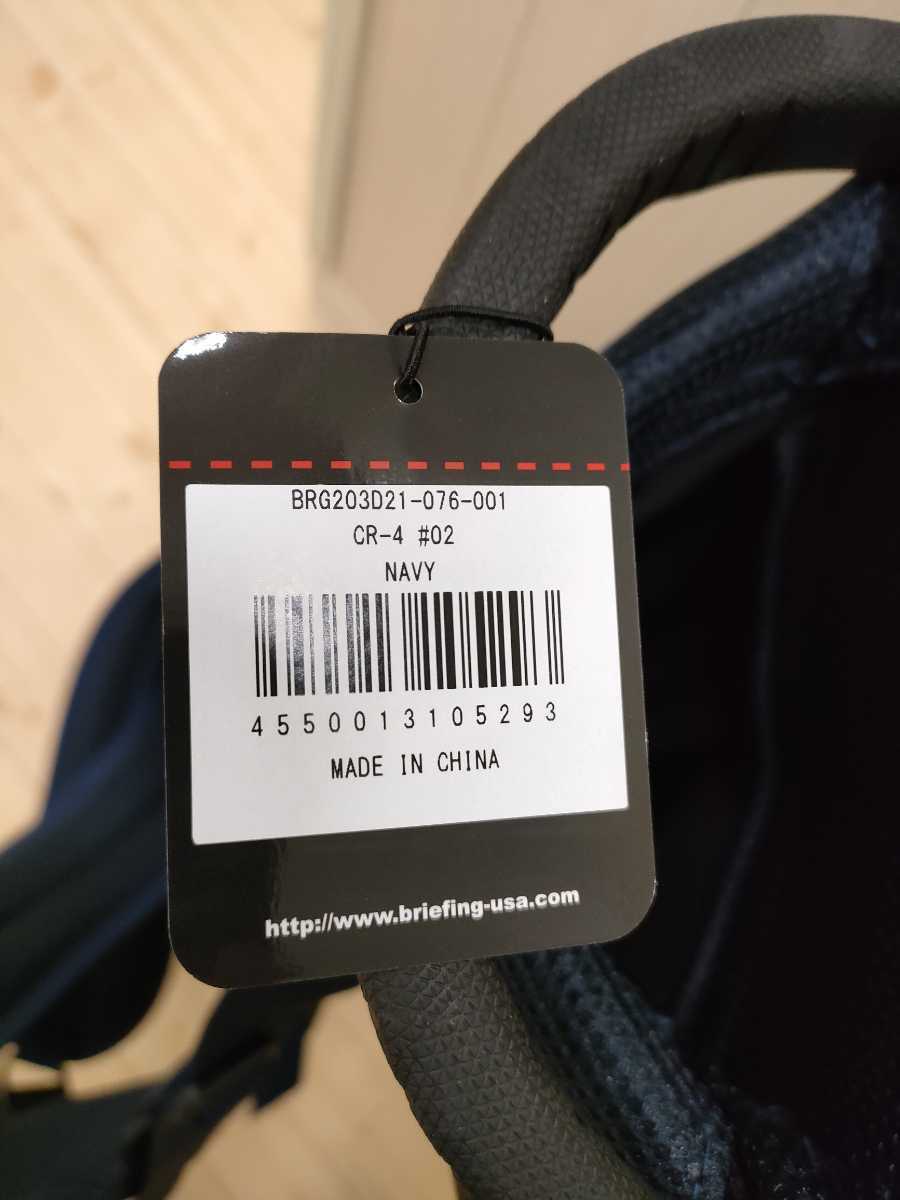 BRG203D21-076-001
CR-4 #02
NAVY
4550013105293
MADE IN CHINA
http://www.briefing-usa.com